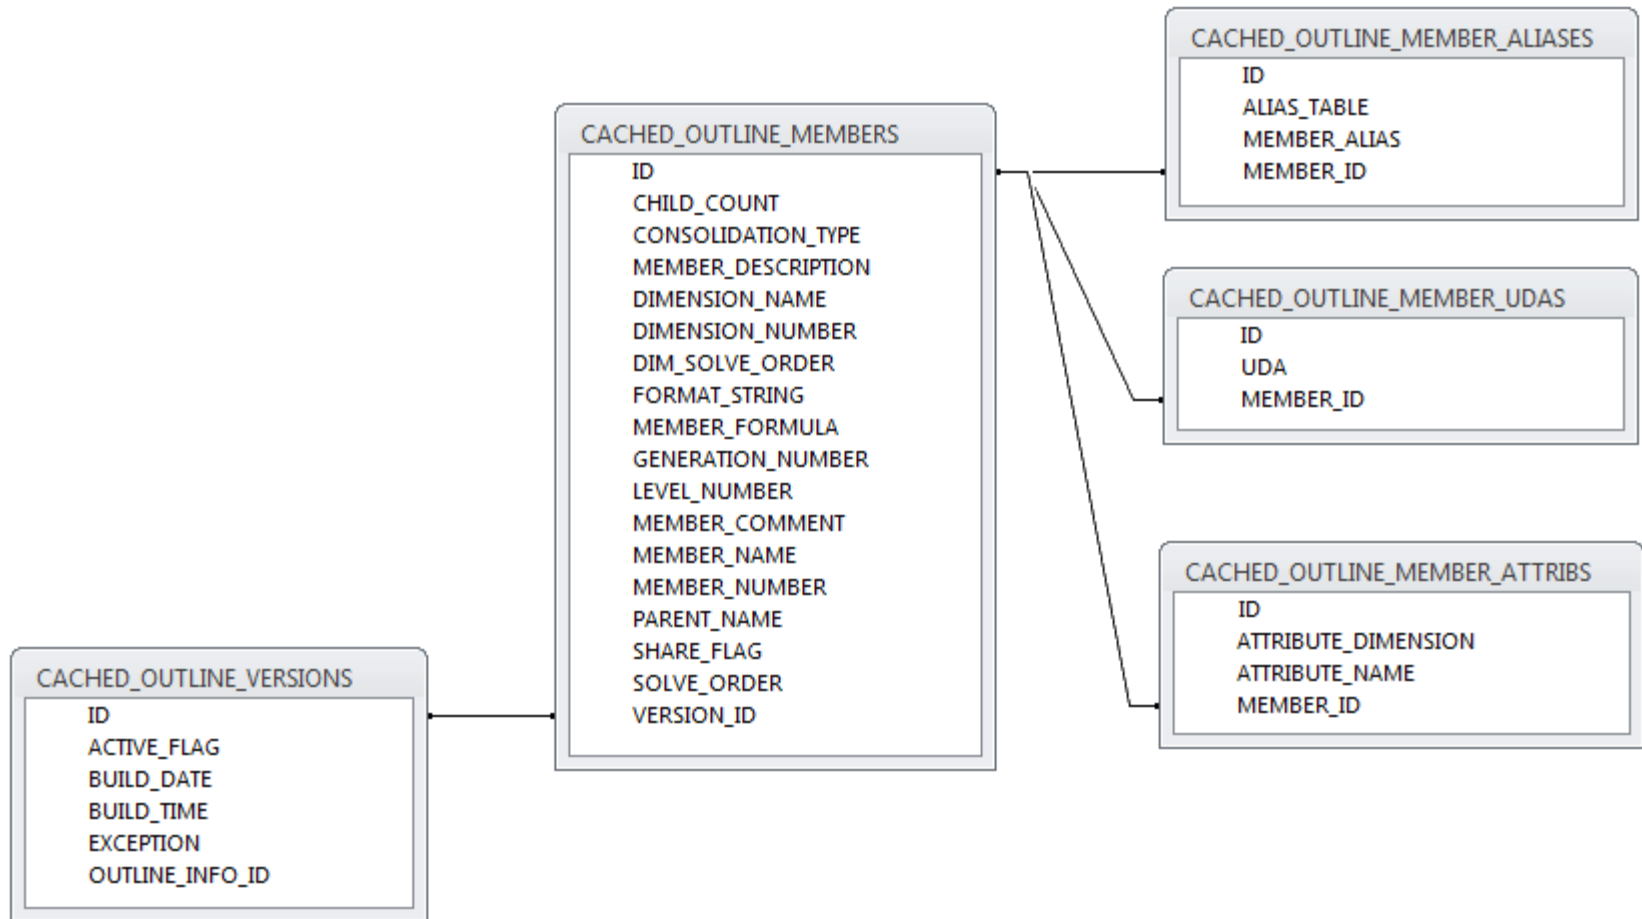 CACHED_OUTLINE_MEMBER_ALIASES
ID
ALIAS_TABLE
MEMBER_ALIAS
MEMBER_ID
CACHED_OUTLINE_MEMBERS
ID
CHILD_COUNT
CONSOLIDATION_TYPE
MEMBER_DESCRIPTION
DIMENSION_NAME
DIMENSION_NUMBER
DIM_SOLVE_ORDER
FORMAT_STRING
MEMBER_FORMULA
GENERATION_NUMBER
LEVEL_NUMBER
MEMBER_COMMENT
MEMBER_NAME
MEMBER_NUMBER
PARENT_NAME
SHARE_FLAG
SOLVE_ORDER
VERSION_ID
CACHED_OUTLINE_MEMBER_UDAS
ID
UDA
MEMBER_ID
CACHED_OUTLINE_MEMBER_ATTRIBS
ID
ATTRIBUTE_DIMENSION
ATTRIBUTE_NAME
MEMBER_ID
CACHED_OUTLINE_VERSIONS
ID
ACTIVE_FLAG
BUILD_DATE
BUILD_TIME
EXCEPTION
OUTLINE_INFO_ID